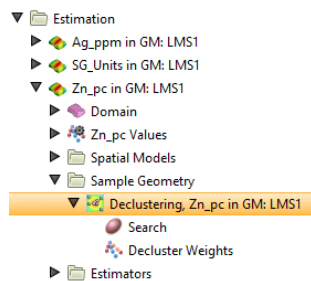 Estimation
Ag_ppm in GM: LMS1
SG_Units in GM: LMS1
Zn_pc in GM: LMS1
Domain
Zn_pc Values
Spatial Models
Sample Geometry
Declustering, Zn_pc in GM: LMS1
Search
Decluster Weights
Estimators